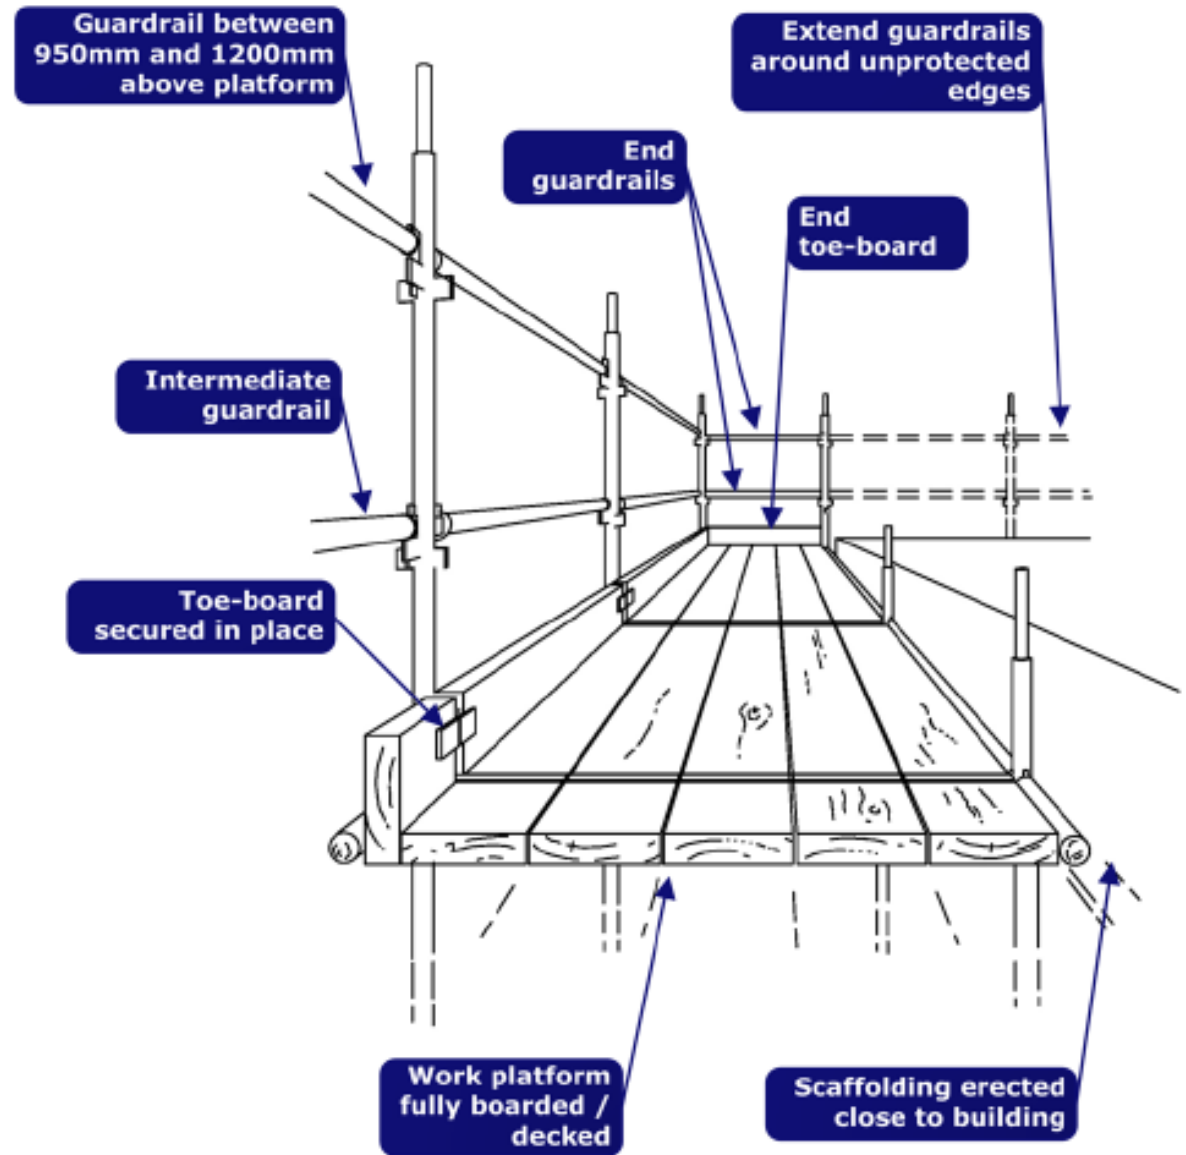 Guardrail between
950mm and 1200mm
above platform
Extend guardrails
around unprotected
edges
End
guardrails
End
toe-board
Intermediate
guardrail
Toe-board
secured in place
Work platform
fully boarded /
decked
Scaffolding erected
close to building